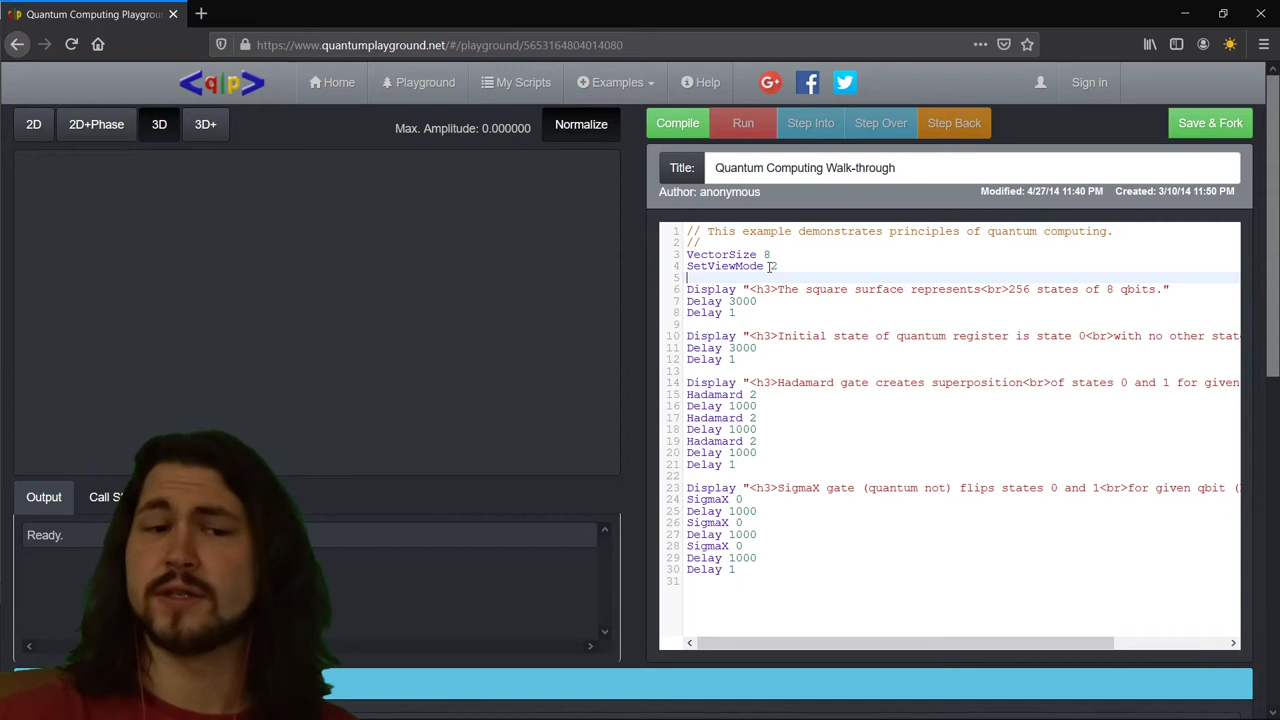 <q|p> Quantum Computing Playgrou
https://www.quantumplayground.net/#/playground/5653164804014080
<q|p>
Home
Playground
My Scripts
Examples
Help
Sign in
2D
2D+Phase
3D
3D+
Max. Amplitude: 0.000000
Normalize
Compile
Run
Step Into
Step Over
Step Back
Save & Fork
Title:
Quantum Computing Walk-through
Author: anonymous
Modified: 4/27/14 11:40 PM
Created: 3/10/14 11:50 PM
1 // This example demonstrates principles of quantum computing.
2 //
3 VectorSize 8
4 SetViewMode 2
5
6 Display "<h3>The square surface represents<br>256 states of 8 qbits."
7 Delay 3000
8 Delay 1
9
10 Display "<h3>Initial state of quantum register is state 0<br>with no other stat
11 Delay 3000
12 Delay 1
13
14 Display "<h3>Hadamard gate creates superposition<br>of states 0 and 1 for given
15 Hadamard 2
16 Delay 1000
17 Hadamard 2
18 Delay 1000
19 Hadamard 2
20 Delay 1000
21 Delay 1
22
23 Display "<h3>SigmaX gate (quantum not) flips states 0 and 1<br>for given qbit (
24 SigmaX 0
25 Delay 1000
26 SigmaX 0
27 Delay 1000
28 SigmaX 0
29 Delay 1000
30 Delay 1
31
Output
Call S
Ready.